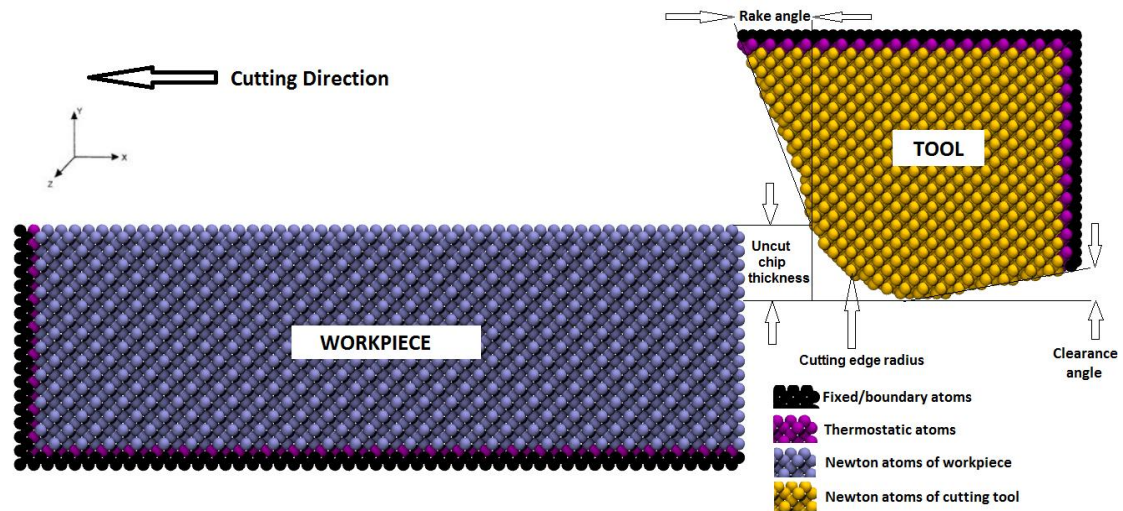 Rake angle
Cutting Direction
Y
X
Z
TOOL
Uncut
chip
thickness
WORKPIECE
Cutting edge radius
Clearance
angle
Fixed/boundary atoms
Thermostatic atoms
Newton atoms of workpiece
Newton atoms of cutting tool